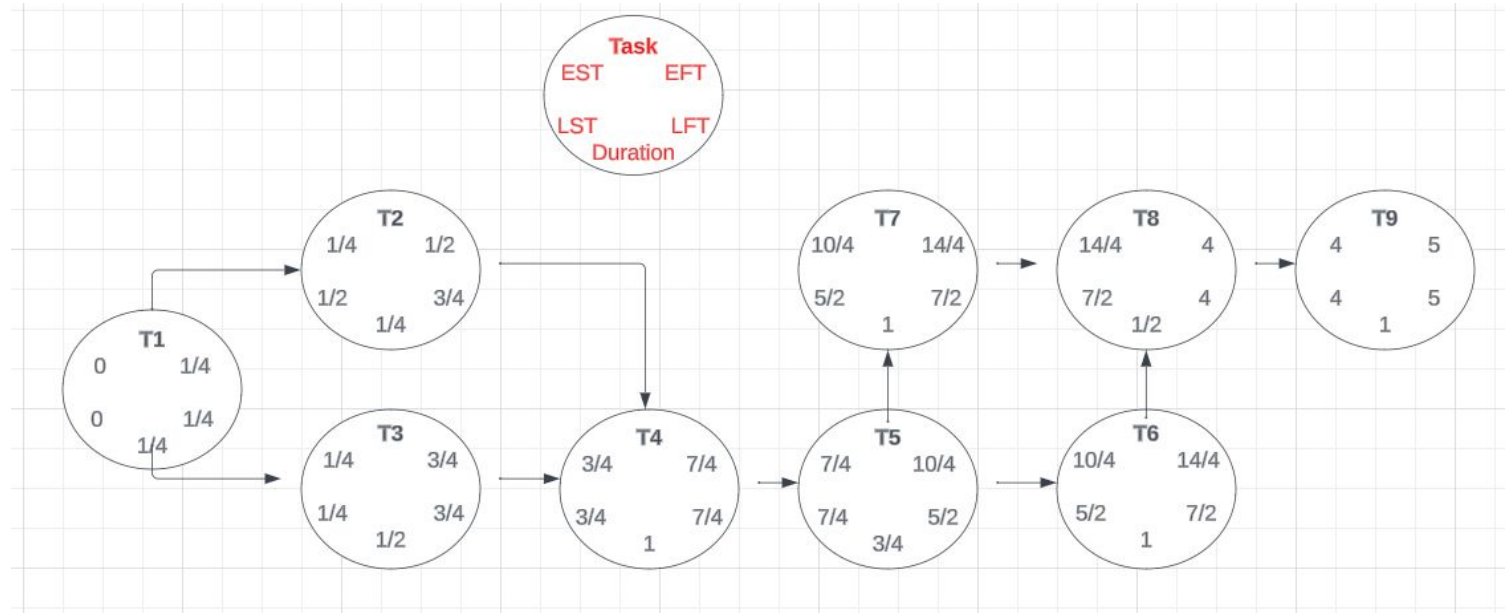 Task
EST EFT
LST LFT
Duration
T1
0 1/4
0 1/4
1/4
T2
1/4 1/2
1/2 3/4
1/4
T3
1/4 3/4
1/4 3/4
1/2
T4
3/4 7/4
3/4 7/4
1
T5
7/4 10/4
7/4 5/2
3/4
T7
10/4 14/4
5/2 7/2
1
T6
10/4 14/4
5/2 7/2
1
T8
14/4 4
7/2 4
1/2
T9
4 5
4 5
1